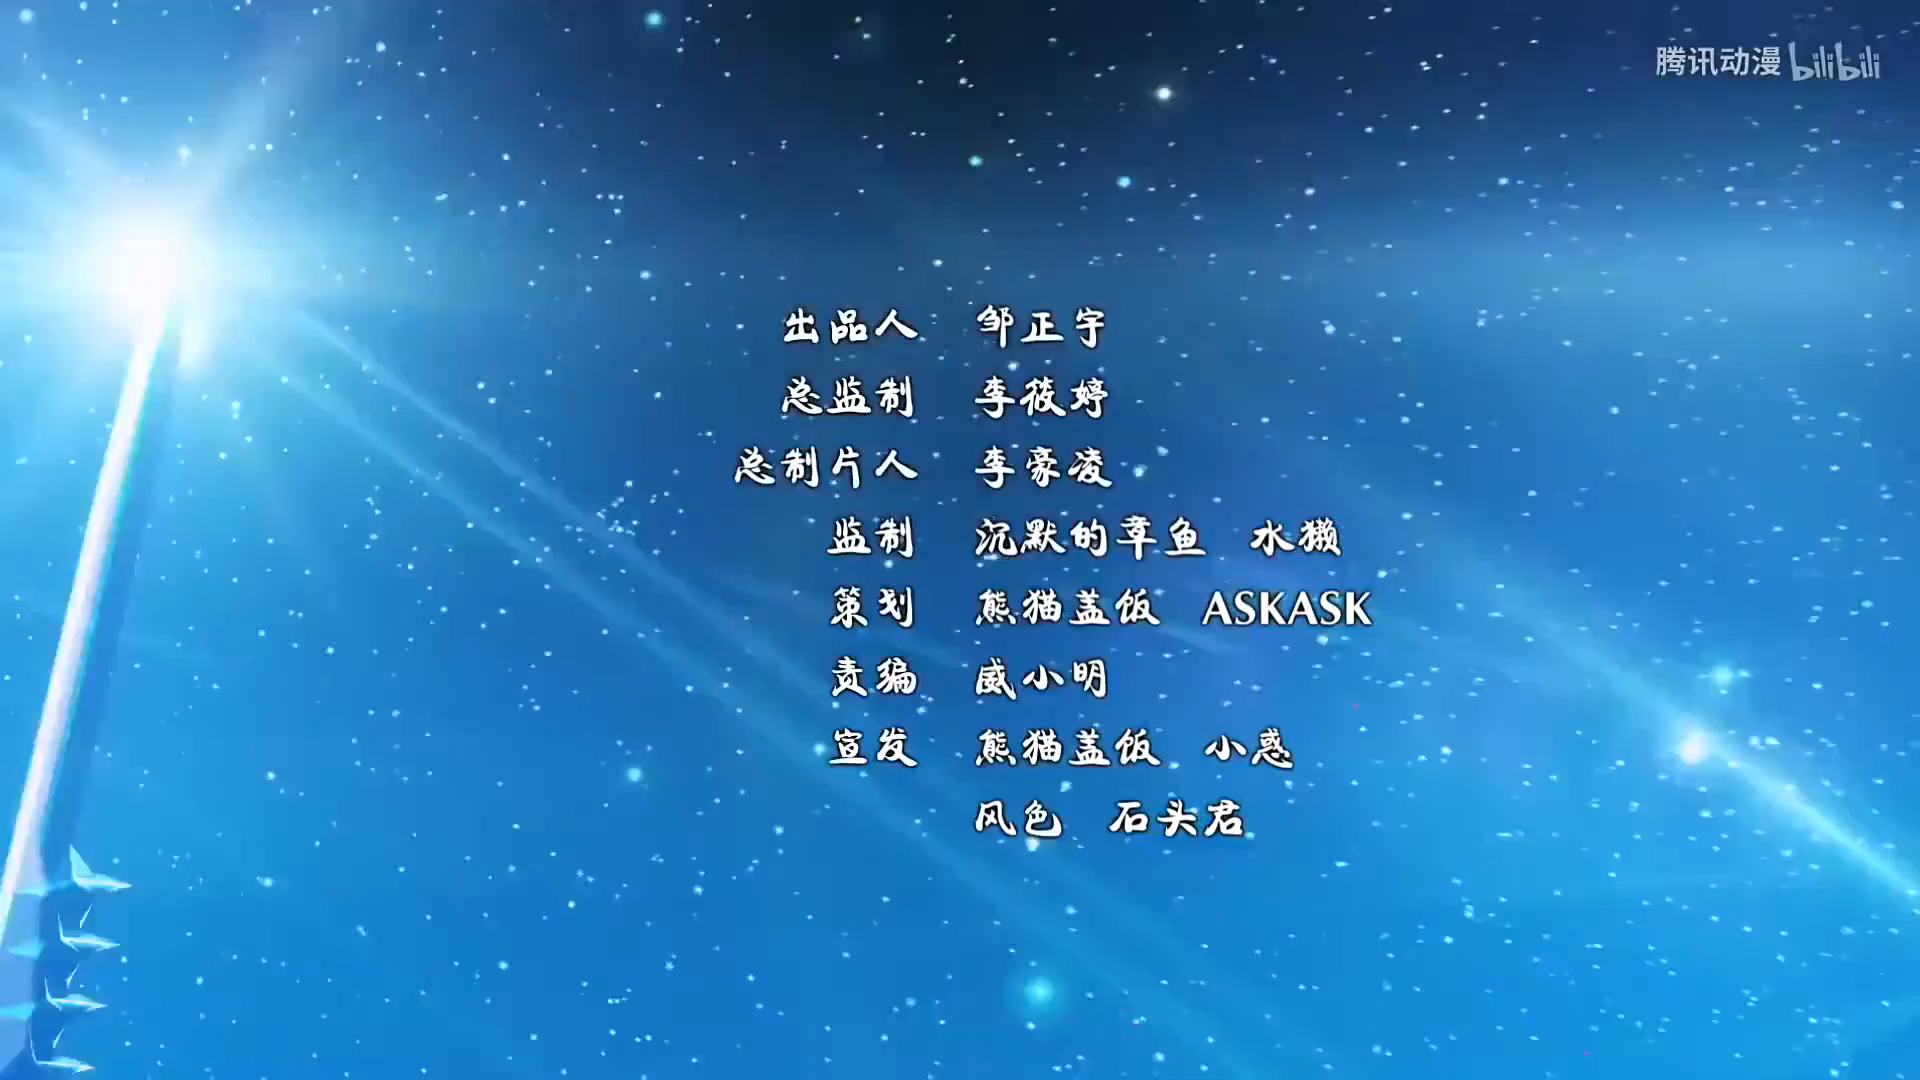 腾讯动漫 bilibili
出品人 邹正宇
总监制 李筱婷
总制片人 李豪凌
监制 沉默的章鱼 水獭
策划 熊猫盖饭 ASKASK
责编 威小明
宣发 熊猫盖饭 小惑
风色 石头君